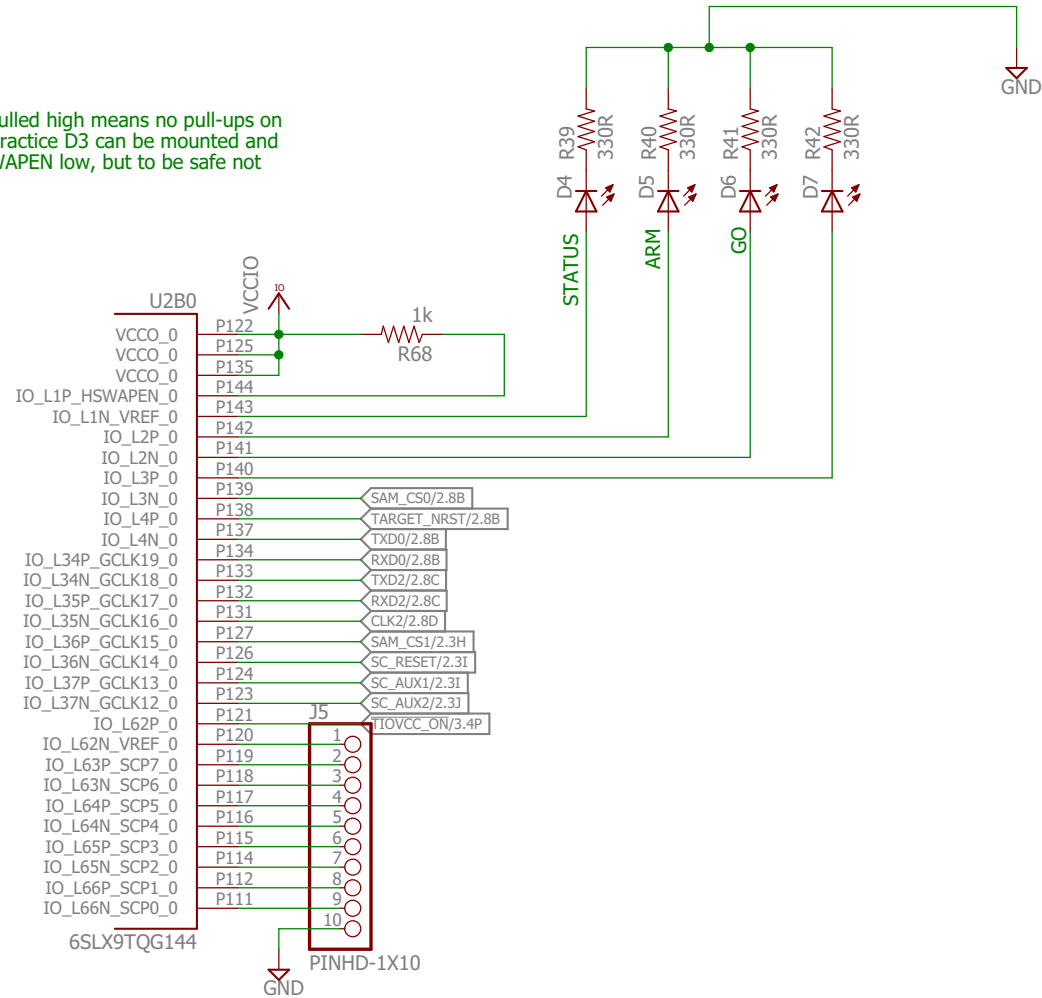 GND
ulled high means no pull-ups on
ractice D3 can be mounted and
WAPEN low, but to be safe not
R39
330R
R40
330R
R41
330R
R42
330R
D4
D5
D6
D7
STATUS
ARM
GO
VCCIO
IO
U2B0
1k
R68
VCCO_0 P122
VCCO_0 P125
VCCO_0 P135
IO_L1P_HSWAPEN_0 P144
IO_L1N_VREF_0 P143
IO_L2P_0 P142
IO_L2N_0 P141
IO_L3P_0 P140
IO_L3N_0 P139 SAM_CS0/2.8B
IO_L4P_0 P138 TARGET_NRST/2.8B
IO_L4N_0 P137 TXD0/2.8B
IO_L34P_GCLK19_0 P134 RXD0/2.8B
IO_L34N_GCLK18_0 P133 TXD2/2.8C
IO_L35P_GCLK17_0 P132 RXD2/2.8C
IO_L35N_GCLK16_0 P131 CLK2/2.8D
IO_L36P_GCLK15_0 P127 SAM_CS1/2.3H
IO_L36N_GCLK14_0 P126 SC_RESET/2.3I
IO_L37P_GCLK13_0 P124 SC_AUX1/2.3I
IO_L37N_GCLK12_0 P123 SC_AUX2/2.3J
J5
IO_L62P_0 P121 TIOVCC_ON/3.4P
IO_L62N_VREF_0 P120 1
IO_L63P_SCP7_0 P119 2
IO_L63N_SCP6_0 P118 3
IO_L64P_SCP5_0 P117 4
IO_L64N_SCP4_0 P116 5
IO_L65P_SCP3_0 P115 6
IO_L65N_SCP2_0 P114 7
IO_L66P_SCP1_0 P112 8
IO_L66N_SCP0_0 P111 9
10
6SLX9TQG144
PINHD-1X10
GND